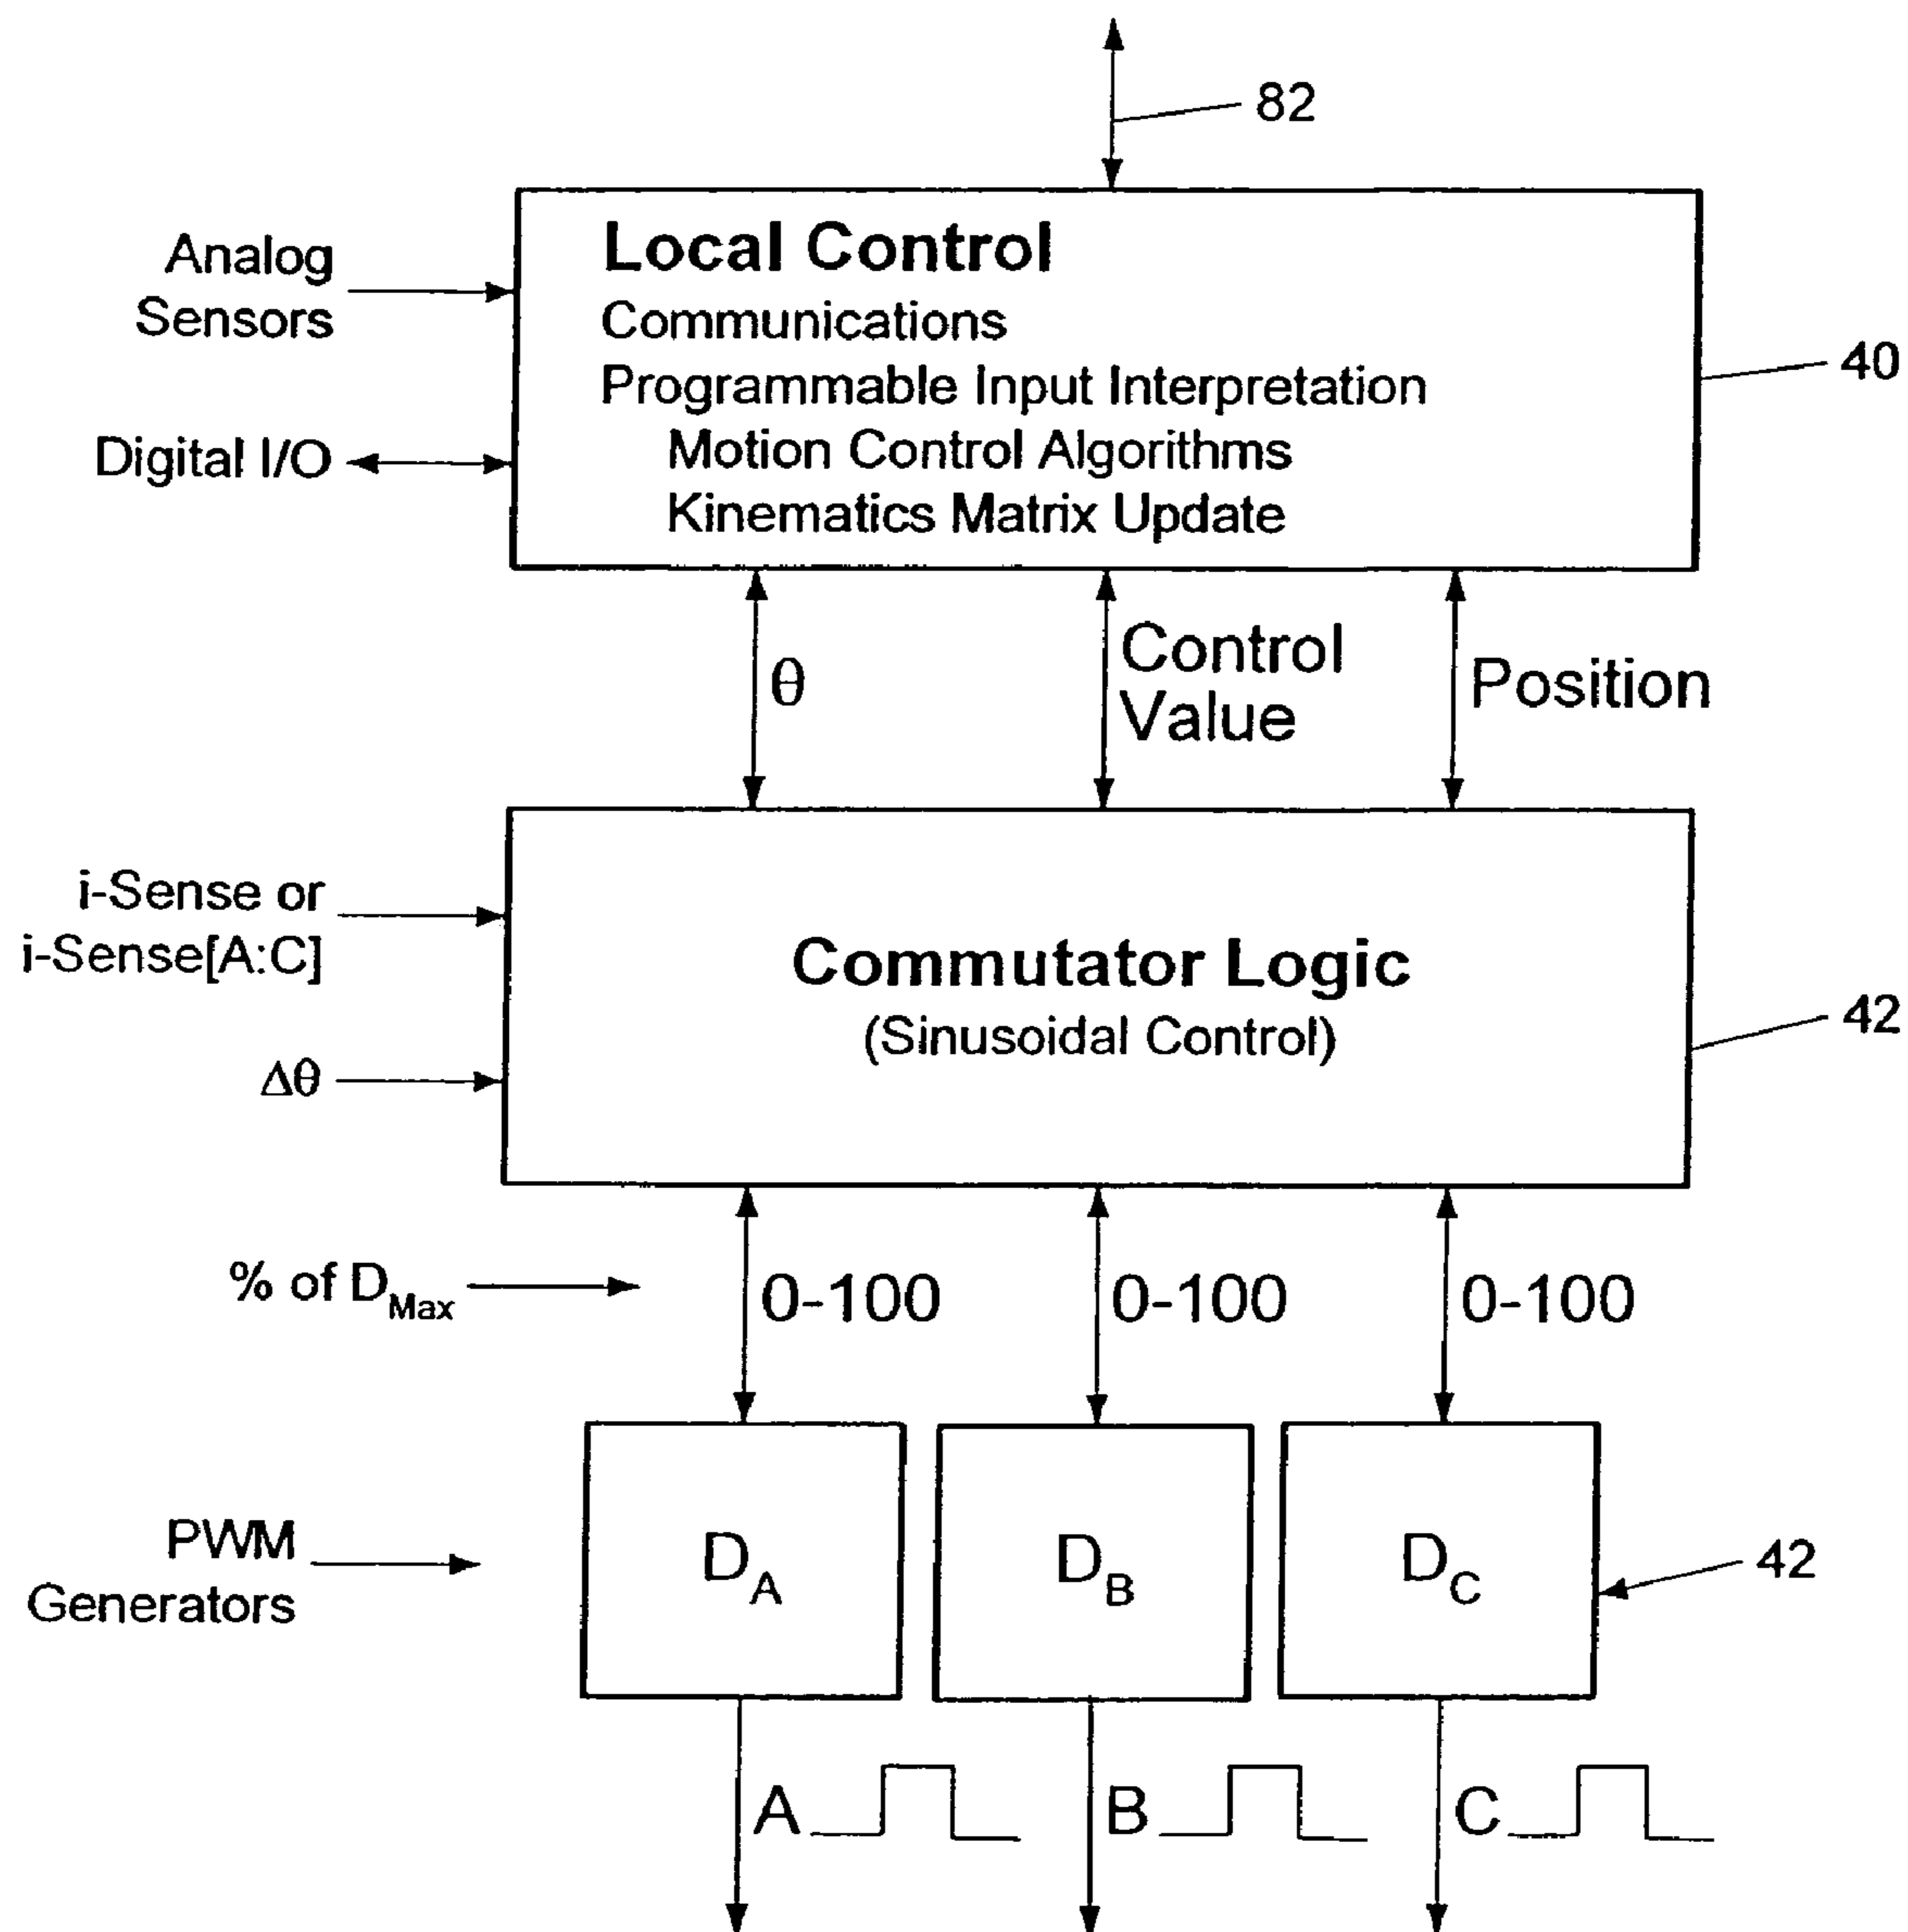 82
Analog
Sensors
Digital I/O
Local Control
Communications
Programmable Input Interpretation
Motion Control Algorithms
Kinematics Matrix Update
40
θ
Control
Value
Position
i-Sense or
i-Sense[A:C]
Δθ
Commutator Logic
(Sinusoidal Control)
42
% of DMax
0-100
0-100
0-100
PWM
Generators
DA
DB
DC
42
A
B
C